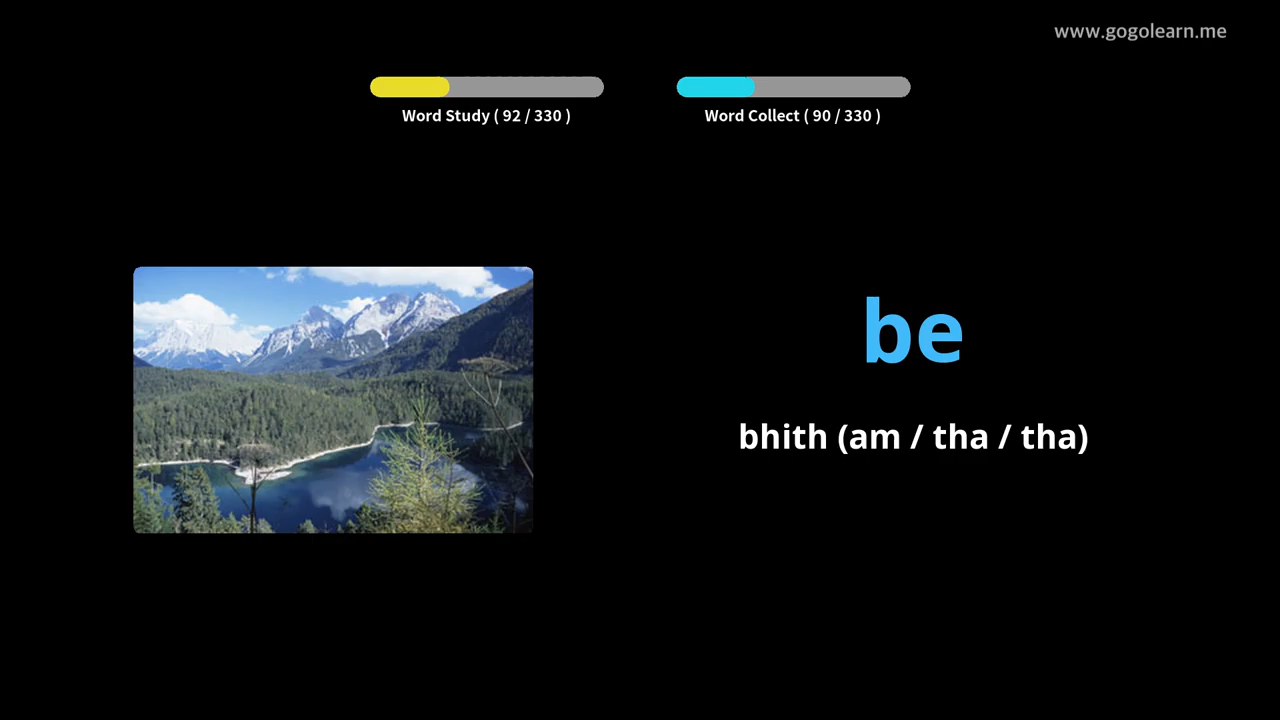 www.gogolearn.me
Word Study ( 92 / 330 )
Word Collect ( 90 / 330 )
be
bhith (am / tha / tha)